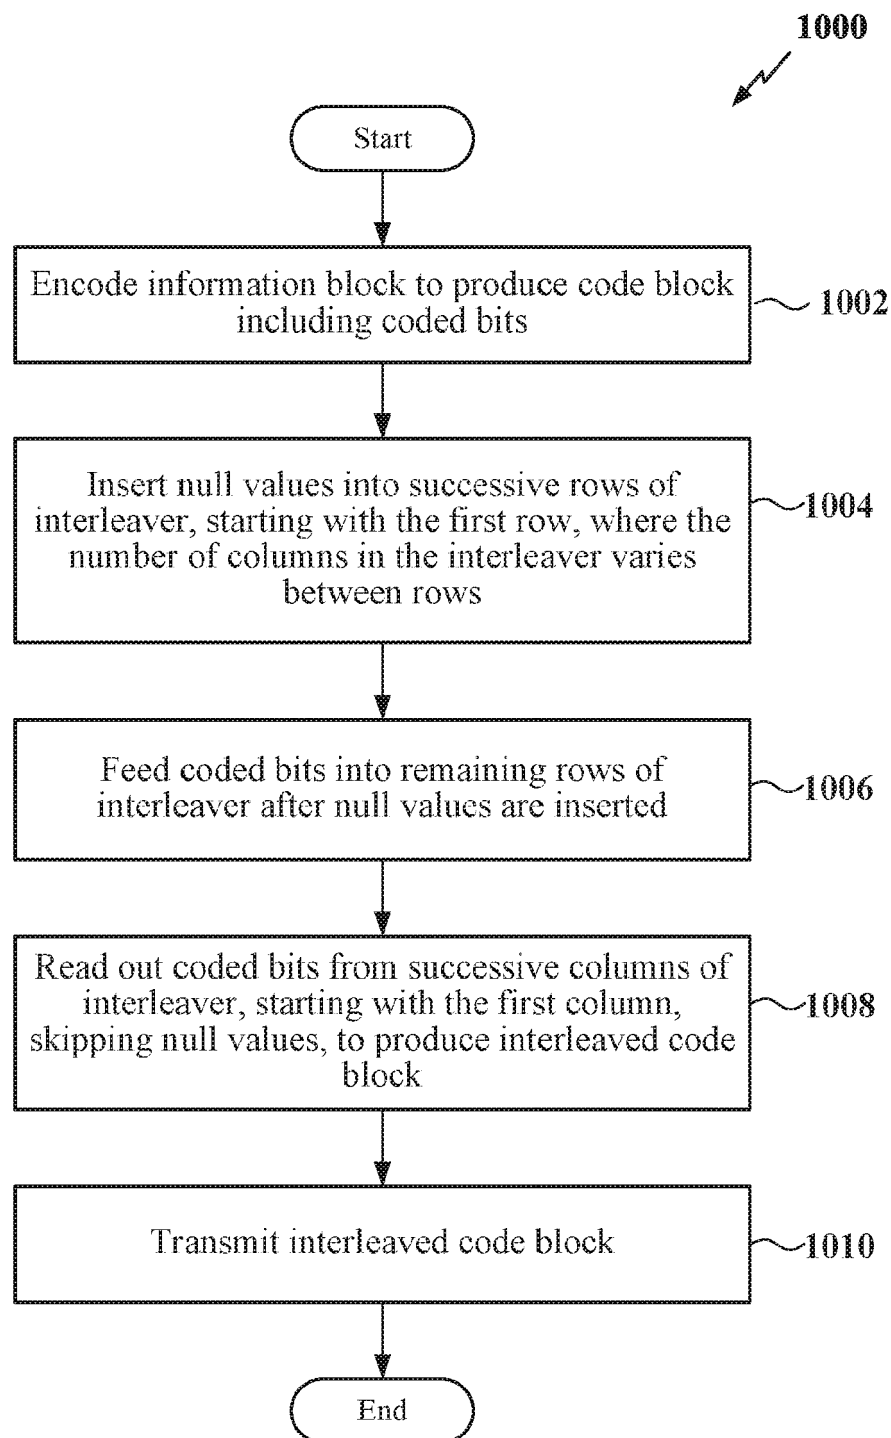 1000
Start
Encode information block to produce code block
including coded bits
1002
Insert null values into successive rows of
interleaver, starting with the first row, where the
number of columns in the interleaver varies
between rows
1004
Feed coded bits into remaining rows of
interleaver after null values are inserted
1006
Read out coded bits from successive columns of
interleaver, starting with the first column,
skipping null values, to produce interleaved code
block
1008
Transmit interleaved code block
1010
End